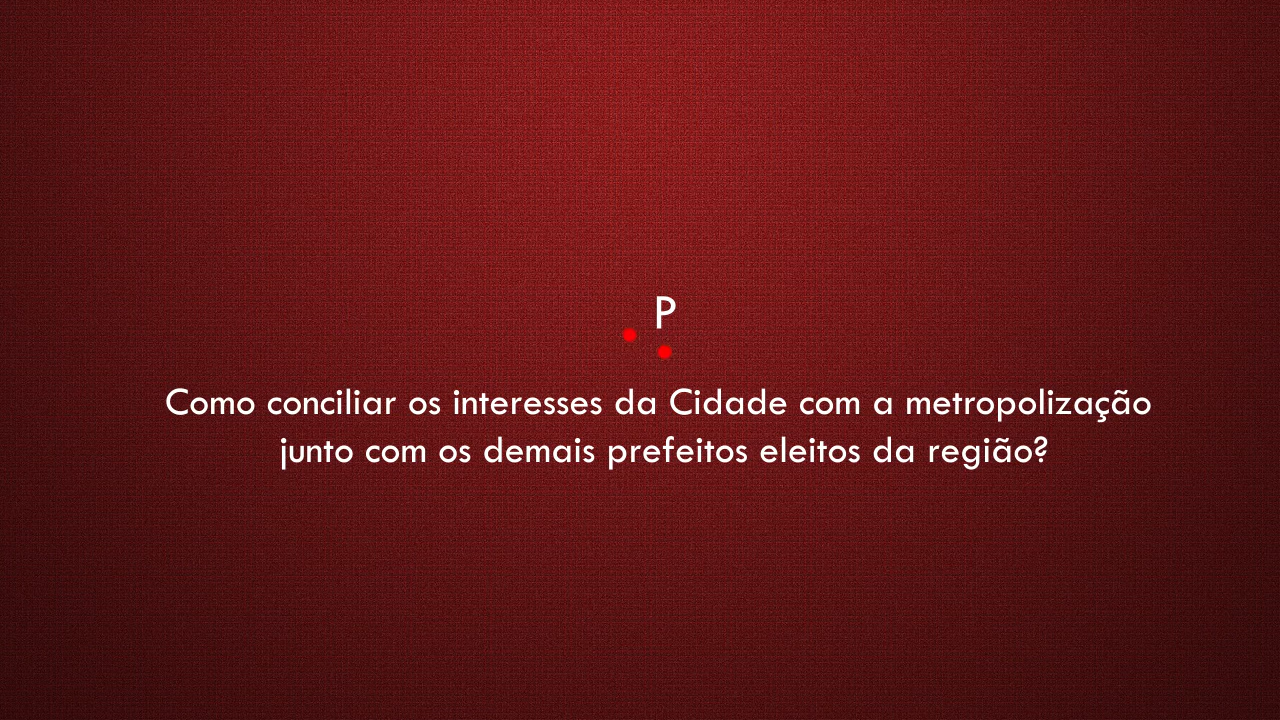 P
Como conciliar os interesses da Cidade com a metropolização
junto com os demais prefeitos eleitos da região?